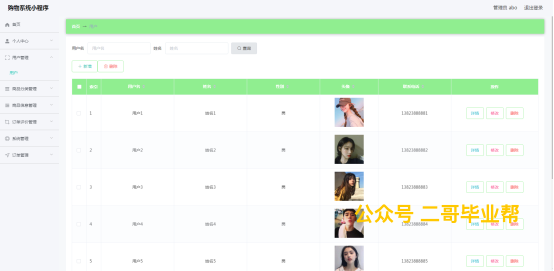 购物系统小程序
管理员 abo 退出登录
首页
个人中心
用户管理
用户
商品分类管理
商品信息管理
订单评价管理
系统管理
订单管理
首页 用户
用户名 用户名 姓名 姓名 查询
+ 新增 删除
序号 用户名 姓名 性别 头像 联系电话 操作
1 用户1 姓名1 男 13823888881 详情 修改 删除
2 用户2 姓名2 男 13823888882 详情 修改 删除
3 用户3 姓名3 男 13823888883 详情 修改 删除
4 用户4 姓名4 男 13823888884 详情 修改 删除
5 用户5 姓名5 男 13823888885 详情 修改 删除
公众号 二哥毕业帮